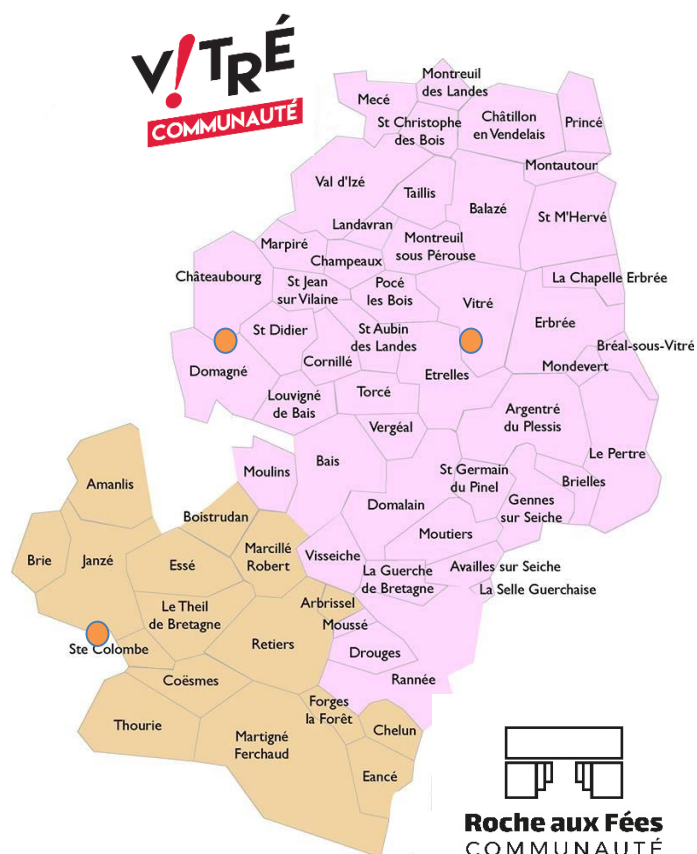 V!TRÉ
COMMUNAUTÉ
Montreuil
des Landes
Mecé
St Christophe
des Bois
Châtillon
en Vendelais
Princé
Montautour
Val d'Izé
Taillis
Balazé
St M'Hervé
Landavran
Marpiré
Champeaux
Montreuil
sous Pérouse
Châteaubourg
St Jean
sur Vilaine
Pocé
les Bois
Vitré
La Chapelle Erbrée
Erbrée
St Didier
St Aubin
des Landes
Cornillé
Bréal-sous-Vitré
Mondevert
Domagné
Etrelles
Louvigné
de Bais
Torcé
Argentré
du Plessis
Vergéal
Le Pertre
Moulins
Bais
St Germain
du Pinel
Brielles
Gennes
sur Seiche
Amanlis
Domalain
Boistrudan
Moutiers
Brie
Janzé
Essé
Marcillé
Robert
Visseiche
La Guerche
de Bretagne
Availles sur Seiche
La Selle Guerchaise
Le Theil
de Bretagne
Arbrissel
Moussé
Ste Colombe
Retiers
Drouges
Rannée
Coësmes
Forges
la Forêt
Thourie
Martigné
Ferchaud
Chelun
Eancé
Roche aux Fées
COMMUNAUTÉ